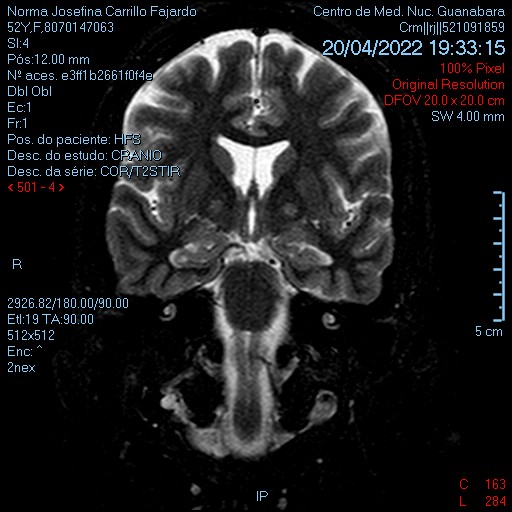 Norma Josefina Carrillo Fajardo
52Y,F,8070147063
Sl:4
Pós:12.00 mm
Nº aces. e3ff1b2661f0f4e
Dbl Obl
Ec:1
Fr:1
Pos. do paciente: HFS
Desc. do estudo: CRANIO
Desc. da série: COR/T2STIR
< 501 - 4 >
Centro de Med. Nuc. Guanabara
Crm||rj||521091859
20/04/2022 19:33:15
100% Pixel
Original Resolution
DFOV 20.0 x 20.0 cm
SW 4.00 mm
R
5 cm
2926.82/180.00/90.00
Etl:19 TA:90.00
512x512
Enc: ^
2nex
IP
C 163
L 284